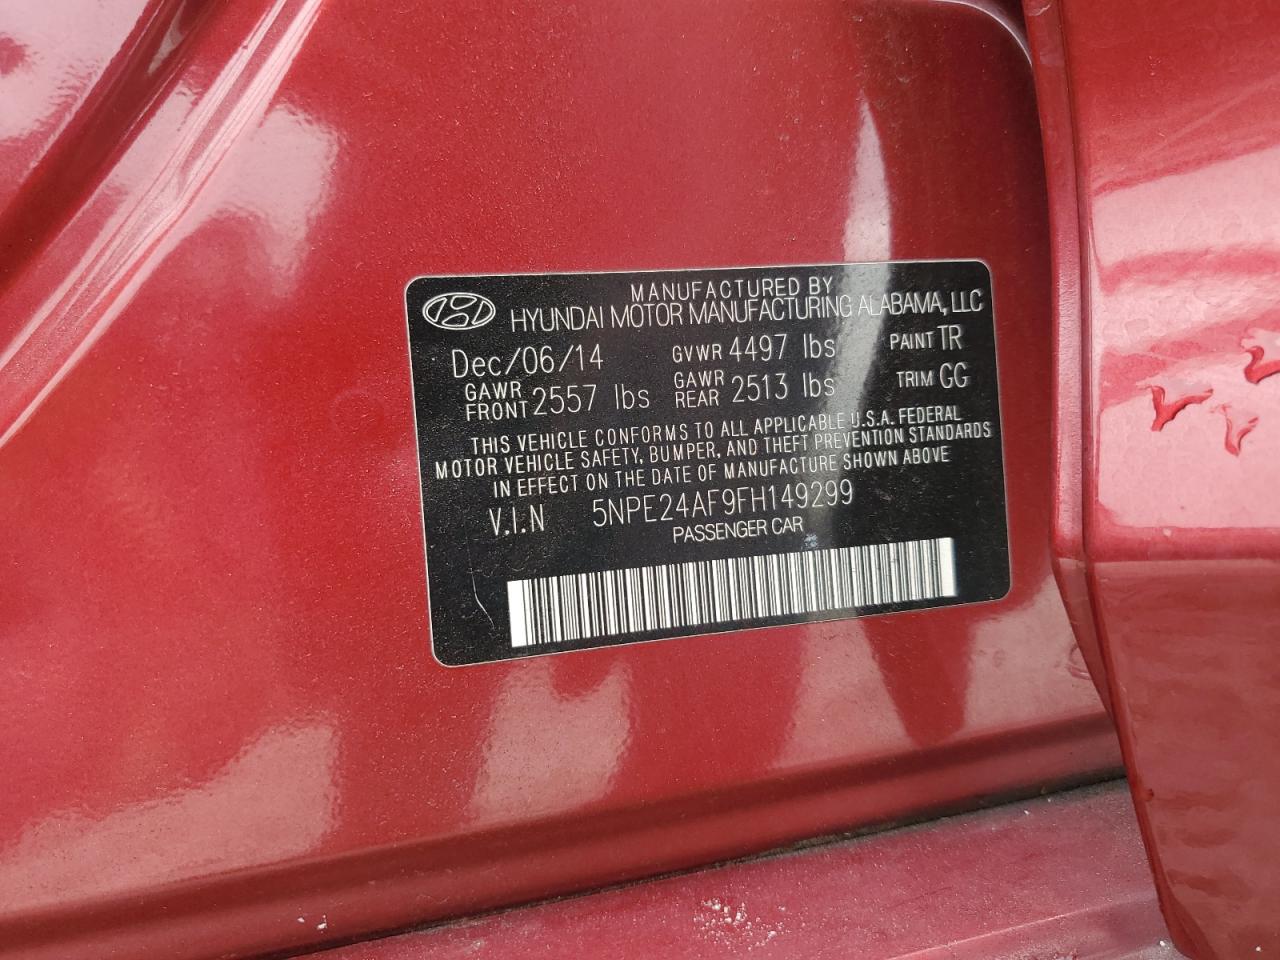 MANUFACTURED BY
HYUNDAI MOTOR MANUFACTURING ALABAMA, LLC
Dec/06/14 GVWR 4497 lbs PAINT TR
GAWR FRONT 2557 lbs GAWR REAR 2513 lbs TRIM GG
THIS VEHICLE CONFORMS TO ALL APPLICABLE U.S.A. FEDERAL
MOTOR VEHICLE SAFETY, BUMPER, AND THEFT PREVENTION STANDARDS
IN EFFECT ON THE DATE OF MANUFACTURE SHOWN ABOVE
V.I.N 5NPE24AF9FH149299
PASSENGER CAR